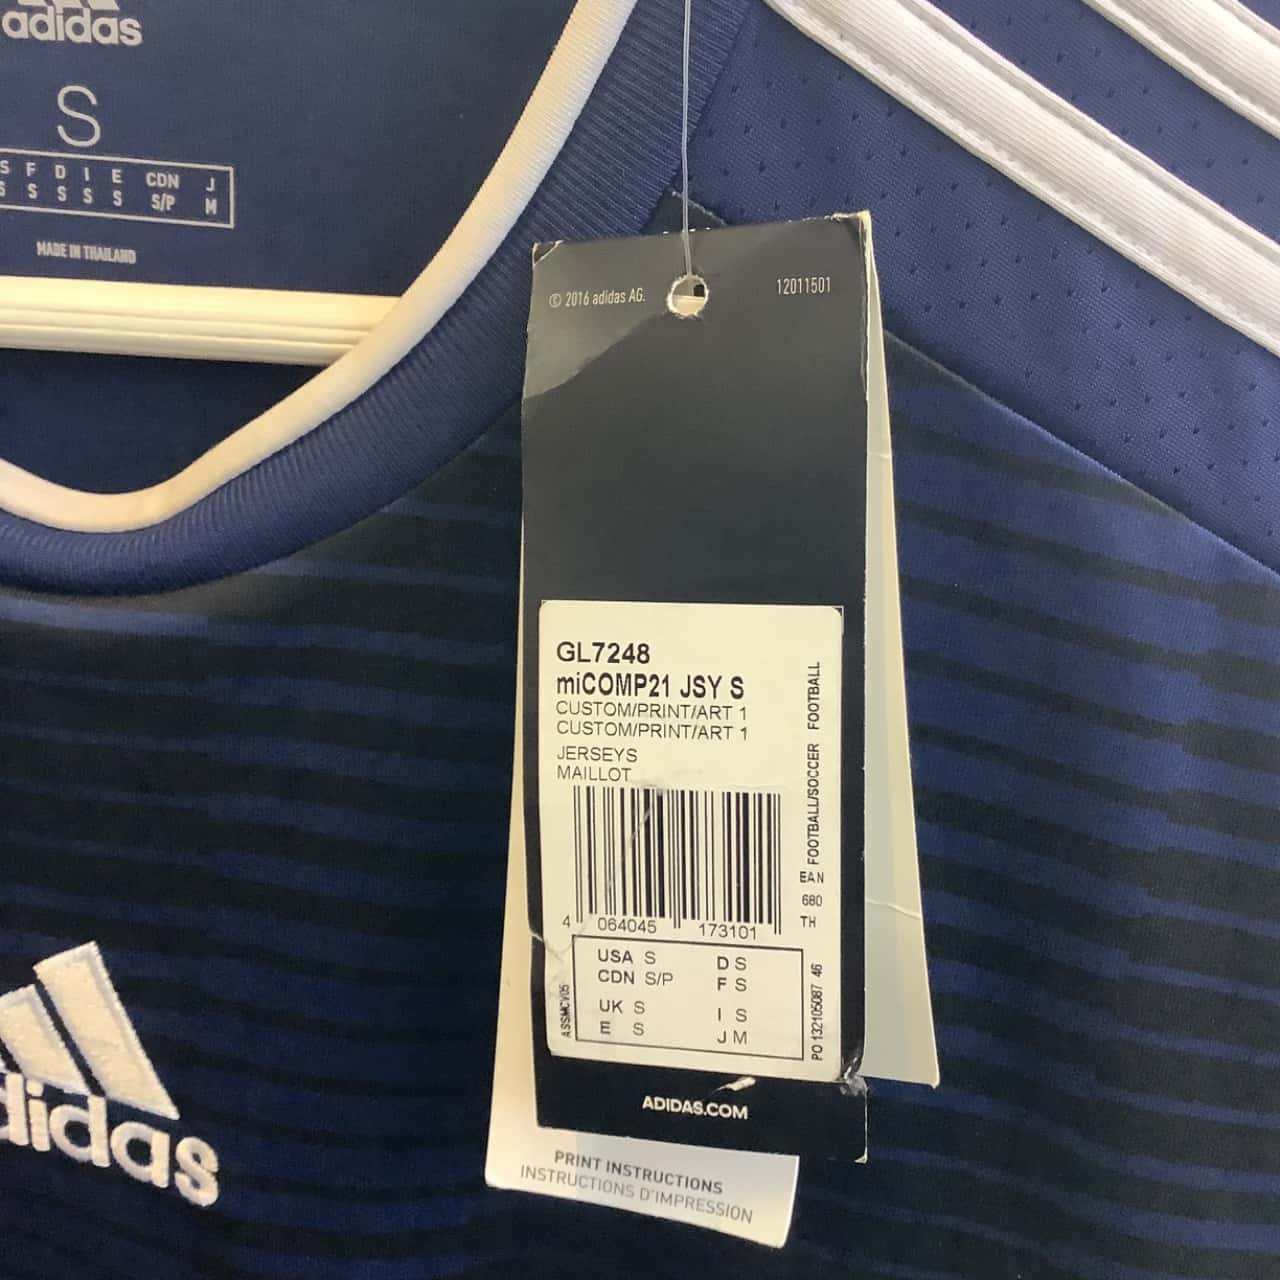 adidas
S
S F D I E CDN J
S S S S S S/P M
MADE IN THAILAND
© 2016 adidas AG.
12011501
GL7248
miCOMP21 JSY S
CUSTOM/PRINT/ART 1
CUSTOM/PRINT/ART 1
JERSEYS
MAILLOT
FOOTBALL/SOCCER FOOTBALL
EAN
680
TH
4 064045 173101
USA S
CDN S/P
UK S
E S
D S
F S
I S
J M
ASSMCV05
PO 132105087 46
ADIDAS.COM
PRINT INSTRUCTIONS
INSTRUCTIONS D'IMPRESSION
adidas